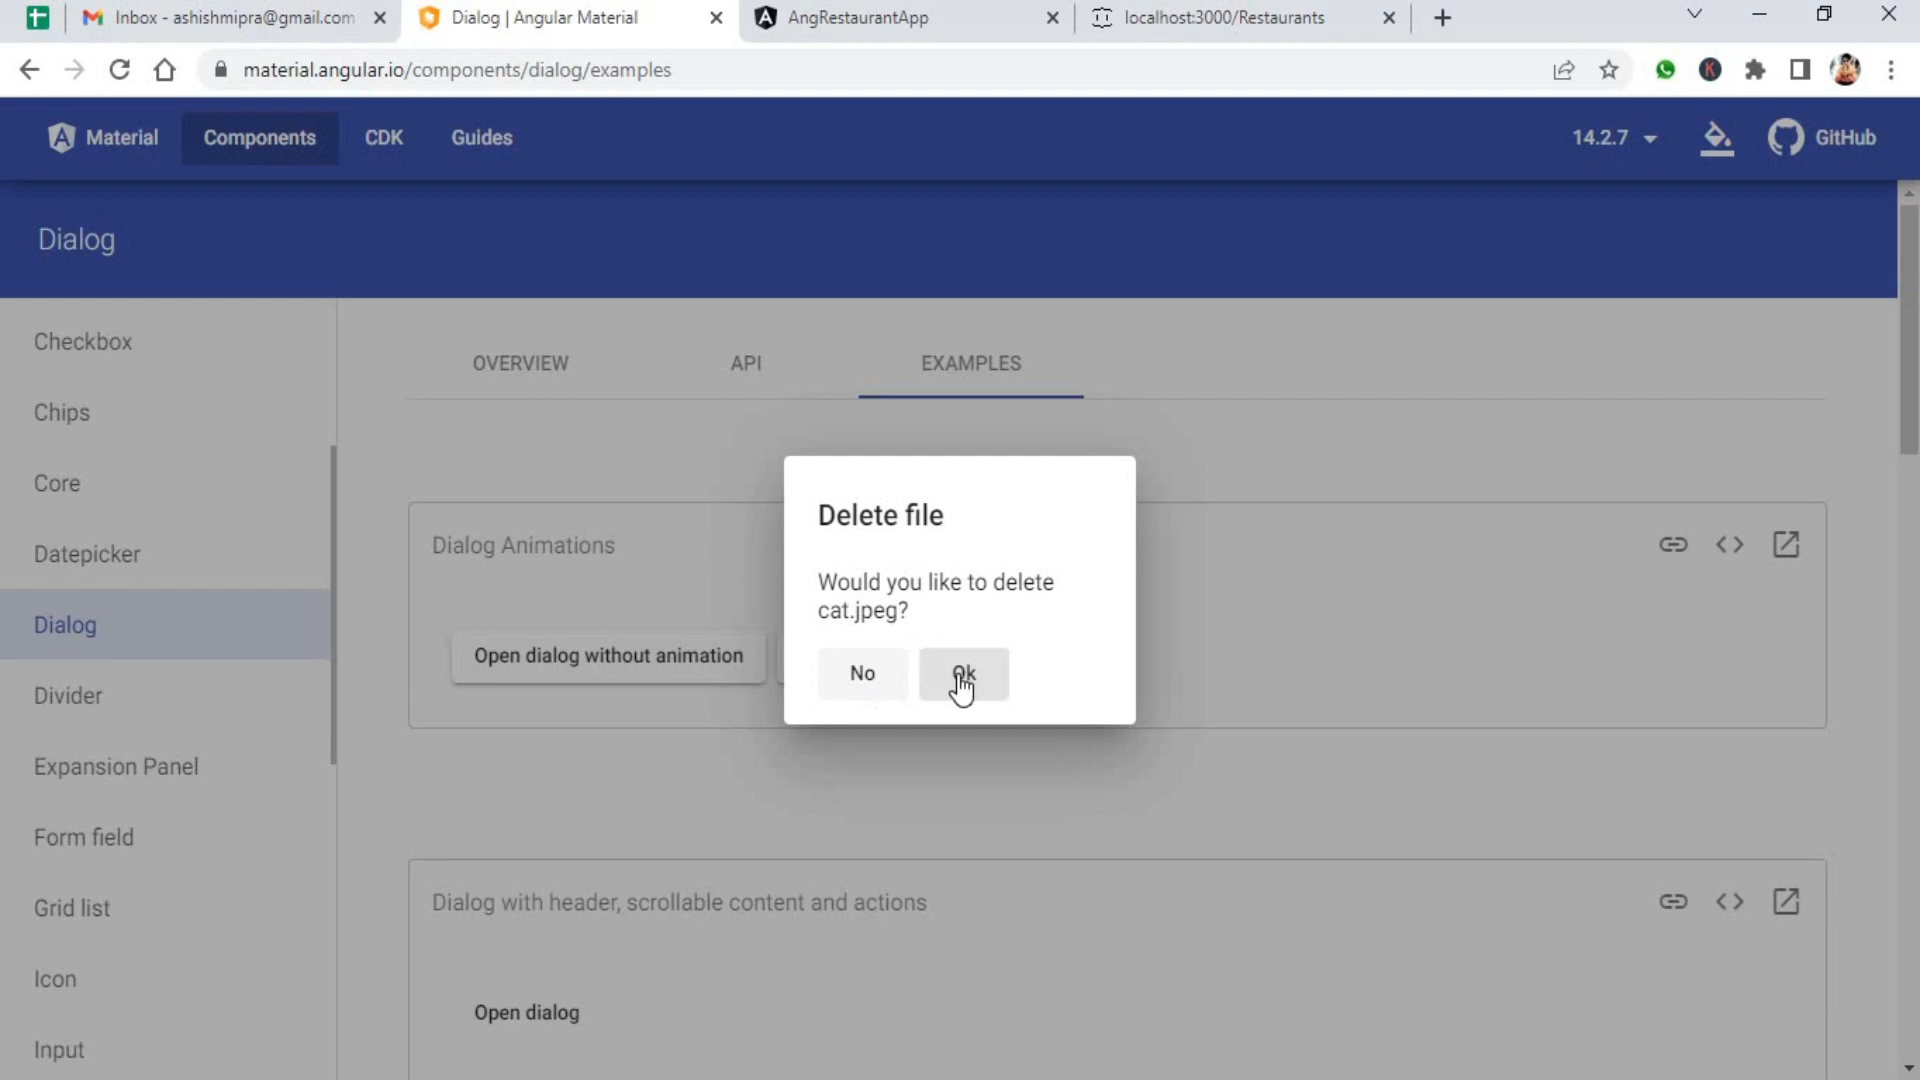 Inbox - ashishmipra@gmail.com
Dialog | Angular Material
AngRestaurantApp
localhost:3000/Restaurants
material.angular.io/components/dialog/examples
Material
Components
CDK
Guides
14.2.7
GitHub
Dialog
Checkbox
Chips
Core
Datepicker
Dialog
Divider
Expansion Panel
Form field
Grid list
Icon
Input
OVERVIEW
API
EXAMPLES
Dialog Animations
Open dialog without animation
Delete file
Would you like to delete
cat.jpeg?
No
Ok
Dialog with header, scrollable content and actions
Open dialog